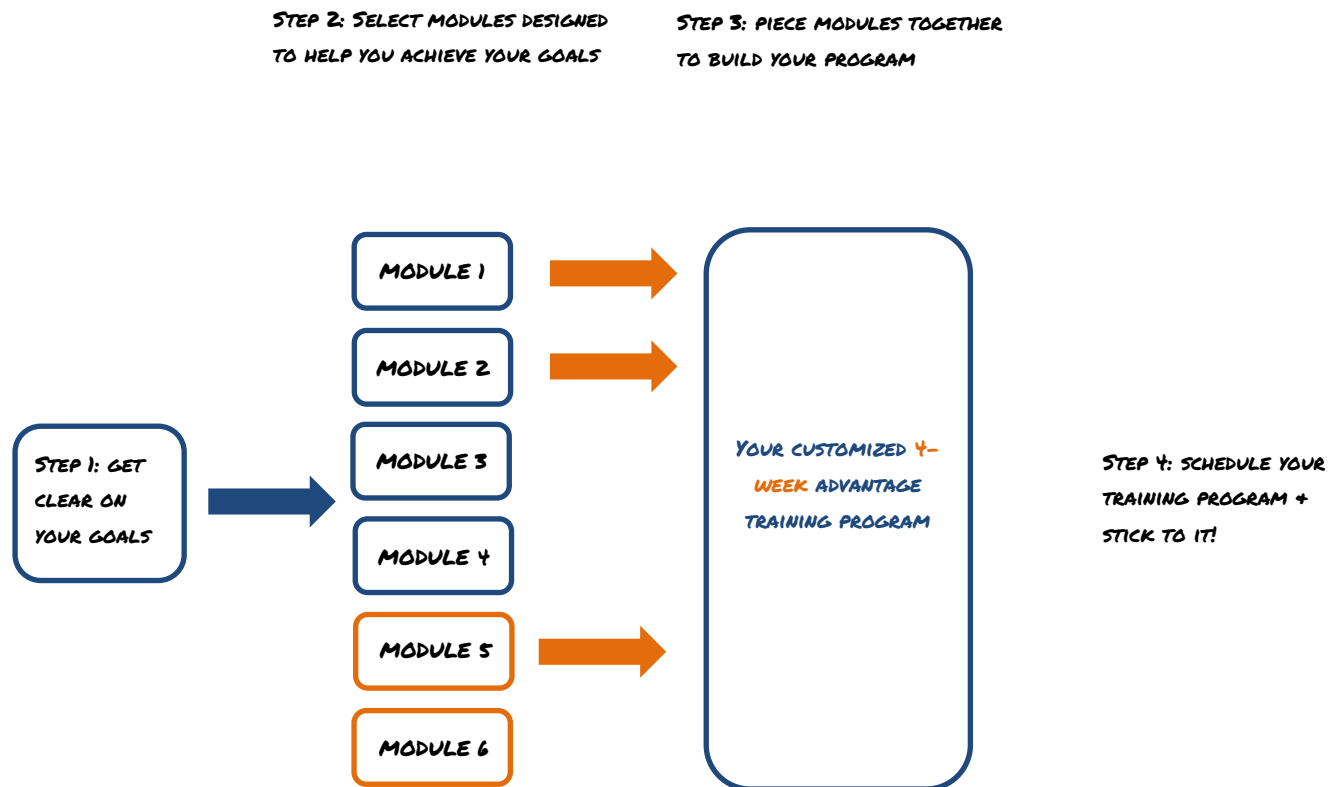 Step 2: Select modules designed
to help you achieve your goals
Step 3: piece modules together
to build your program
Step 1: get
clear on
your goals
module 1
module 2
module 3
module 4
module 5
module 6
Your customized 4-
week advantage
training program
Step 4: schedule your
training program +
stick to it!